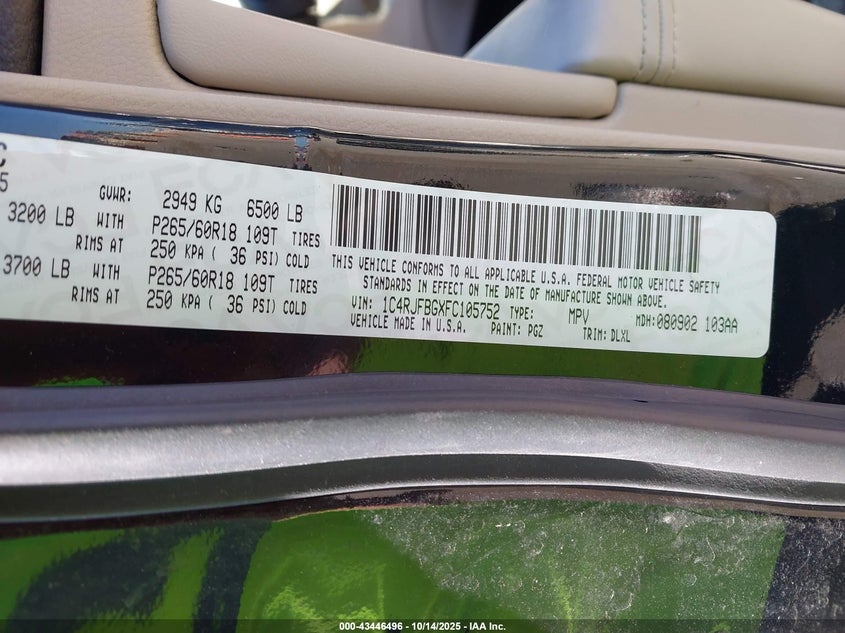 C
5
GVWR: 2949 KG 6500 LB
3200 LB WITH P265/60R18 109T TIRES
RIMS AT 250 KPA ( 36 PSI) COLD
3700 LB WITH P265/60R18 109T TIRES
RIMS AT 250 KPA ( 36 PSI) COLD
THIS VEHICLE CONFORMS TO ALL APPLICABLE U.S.A. FEDERAL MOTOR VEHICLE SAFETY
STANDARDS IN EFFECT ON THE DATE OF MANUFACTURE SHOWN ABOVE.
VIN: 1C4RJFBGXFC105752 TYPE: MPV MDH:080902 103AA
VEHICLE MADE IN U.S.A. PAINT: PGZ TRIM: DLXL
000-43446496 - 10/14/2025 - IAA Inc.